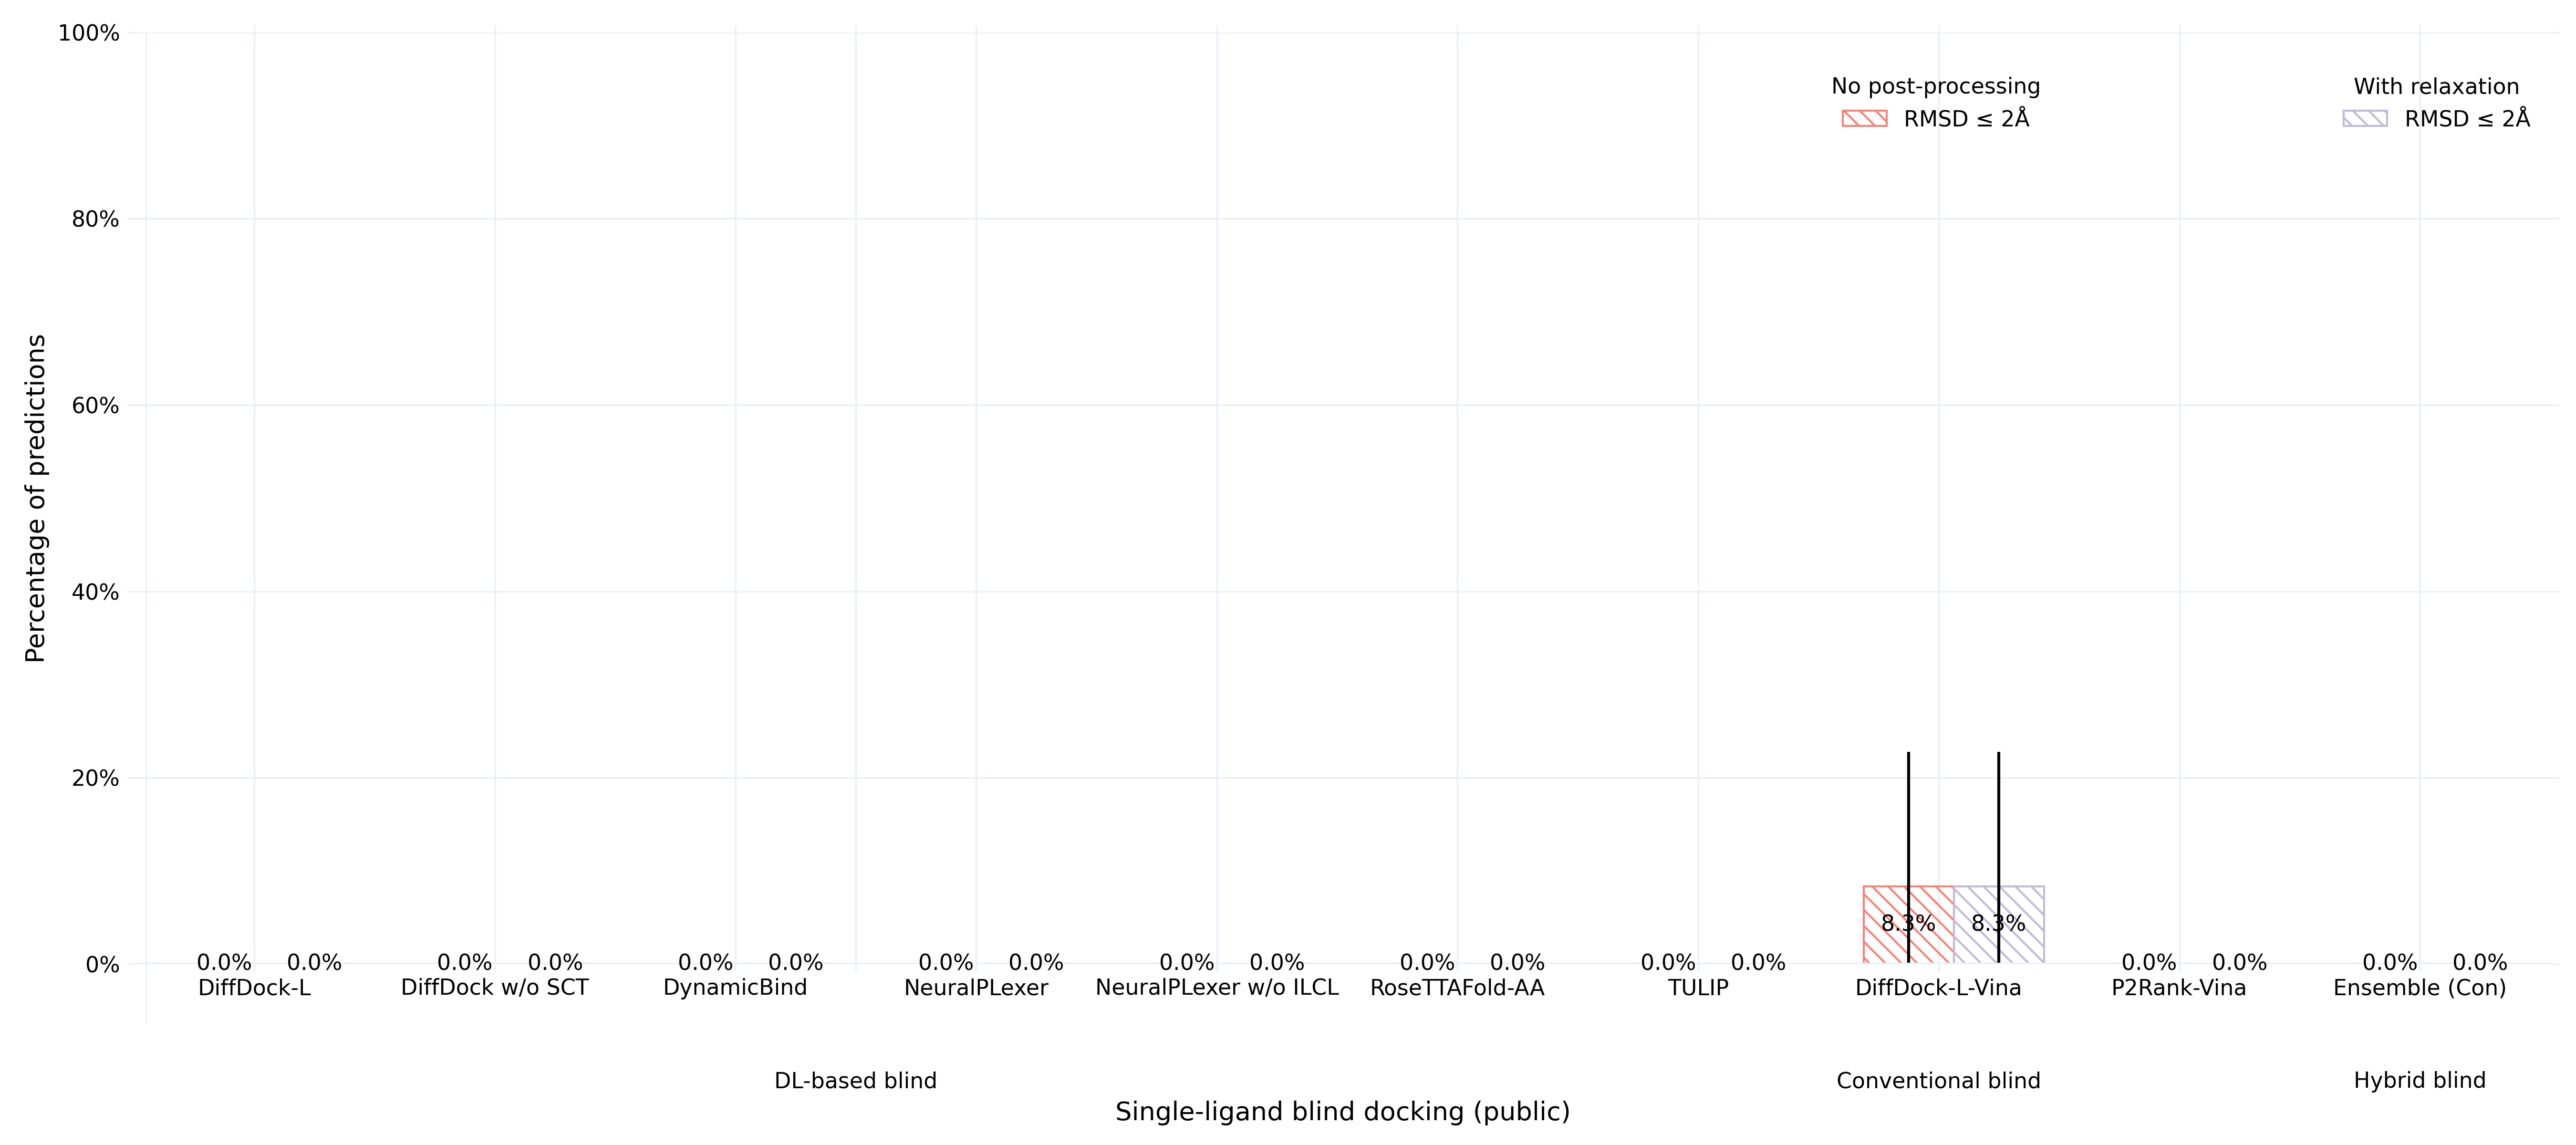 100%
80%
60%
40%
20%
0%
Percentage of predictions
No post-processing
RMSD ≤ 2Å
With relaxation
RMSD ≤ 2Å
8.3% 8.3%
0.0% 0.0% 0.0% 0.0% 0.0% 0.0% 0.0% 0.0% 0.0% 0.0% 0.0% 0.0% 0.0% 0.0% 0.0% 0.0% 0.0% 0.0%
DiffDock-L DiffDock w/o SCT DynamicBind NeuralPLexer NeuralPLexer w/o ILCL RoseTTAFold-AA TULIP DiffDock-L-Vina P2Rank-Vina Ensemble (Con)
DL-based blind Conventional blind Hybrid blind
Single-ligand blind docking (public)